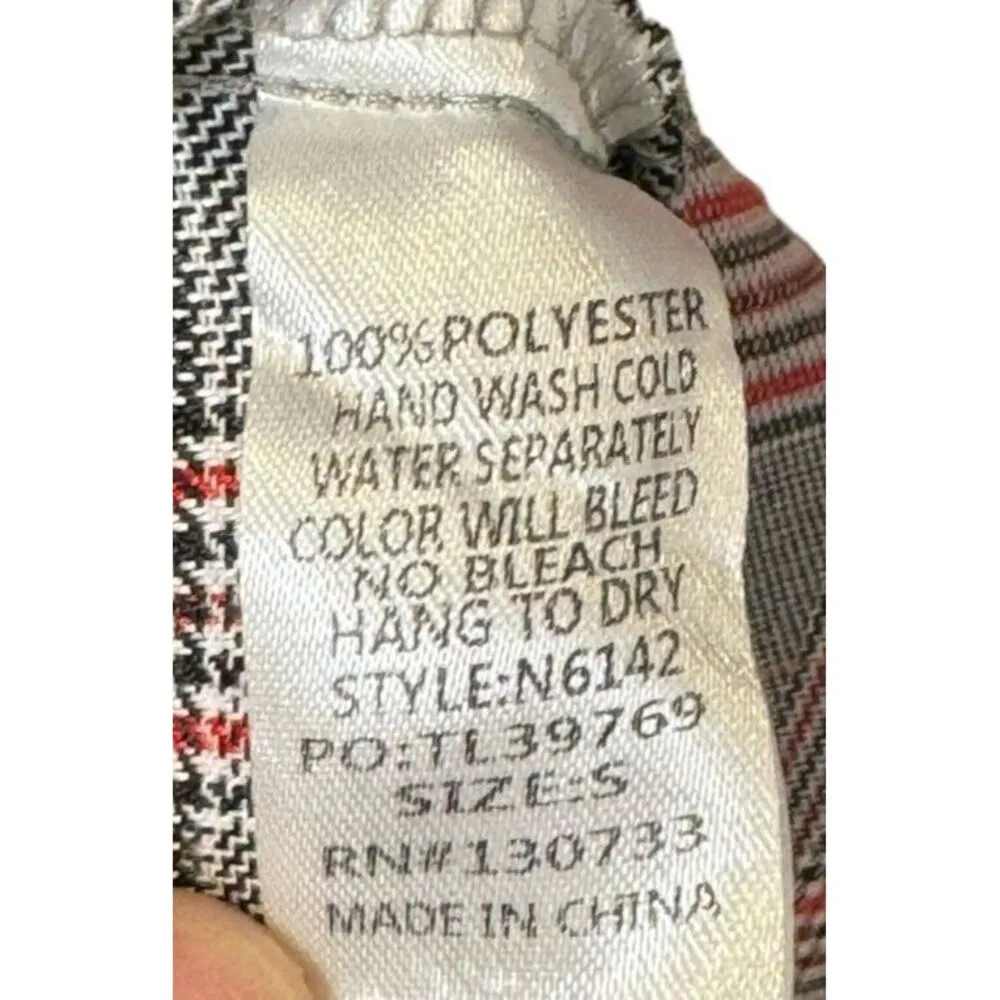 100%POLYESTER
HAND WASH COLD
WATER SEPARATELY
COLOR WILL BLEED
NO BLEACH
HANG TO DRY
STYLE:N6142
PO:TL39769
SIZE:S
RN#130733
MADE IN CHINA